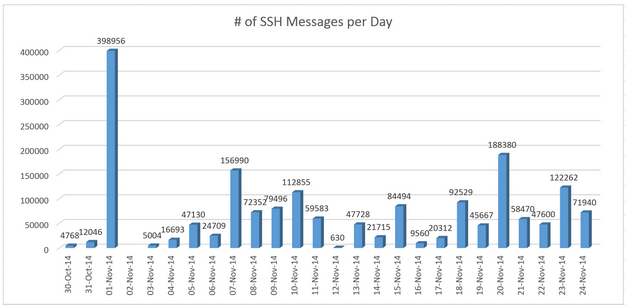 # of SSH Messages per Day
400000
350000
300000
250000
200000
150000
100000
50000
0
4768
12046
398956
5004
16693
47130
24709
156990
72352
79496
112855
59583
630
47728
21715
84494
9560
20312
92529
45667
188380
58470
47600
122262
71940
30-Oct-14
31-Oct-14
01-Nov-14
02-Nov-14
03-Nov-14
04-Nov-14
05-Nov-14
06-Nov-14
07-Nov-14
08-Nov-14
09-Nov-14
10-Nov-14
11-Nov-14
12-Nov-14
13-Nov-14
14-Nov-14
15-Nov-14
16-Nov-14
17-Nov-14
18-Nov-14
19-Nov-14
20-Nov-14
21-Nov-14
22-Nov-14
23-Nov-14
24-Nov-14